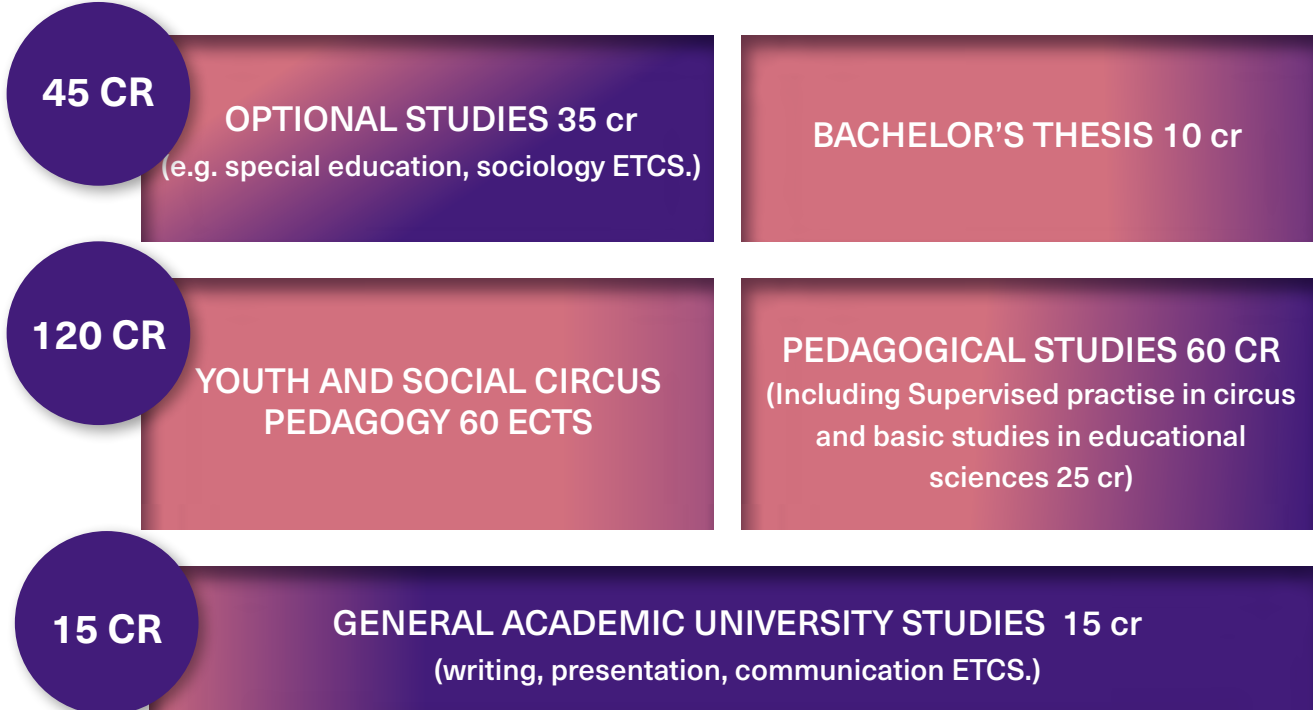 45 CR
OPTIONAL STUDIES 35 cr
(e.g. special education, sociology ETCS.)
BACHELOR'S THESIS 10 cr
120 CR
YOUTH AND SOCIAL CIRCUS
PEDAGOGY 60 ECTS
PEDAGOGICAL STUDIES 60 CR
(Including Supervised practise in circus
and basic studies in educational
sciences 25 cr)
15 CR
GENERAL ACADEMIC UNIVERSITY STUDIES 15 cr
(writing, presentation, communication ETCS.)